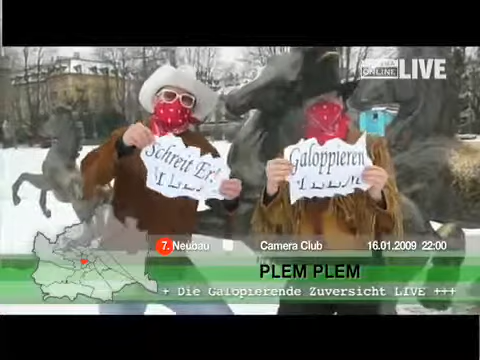 ONLINE LIVE
Schreit Er!
Galoppieren
7. Neubau
Camera Club
16.01.2009 22:00
PLEM PLEM
+ Die Galopierende Zuversicht LIVE +++